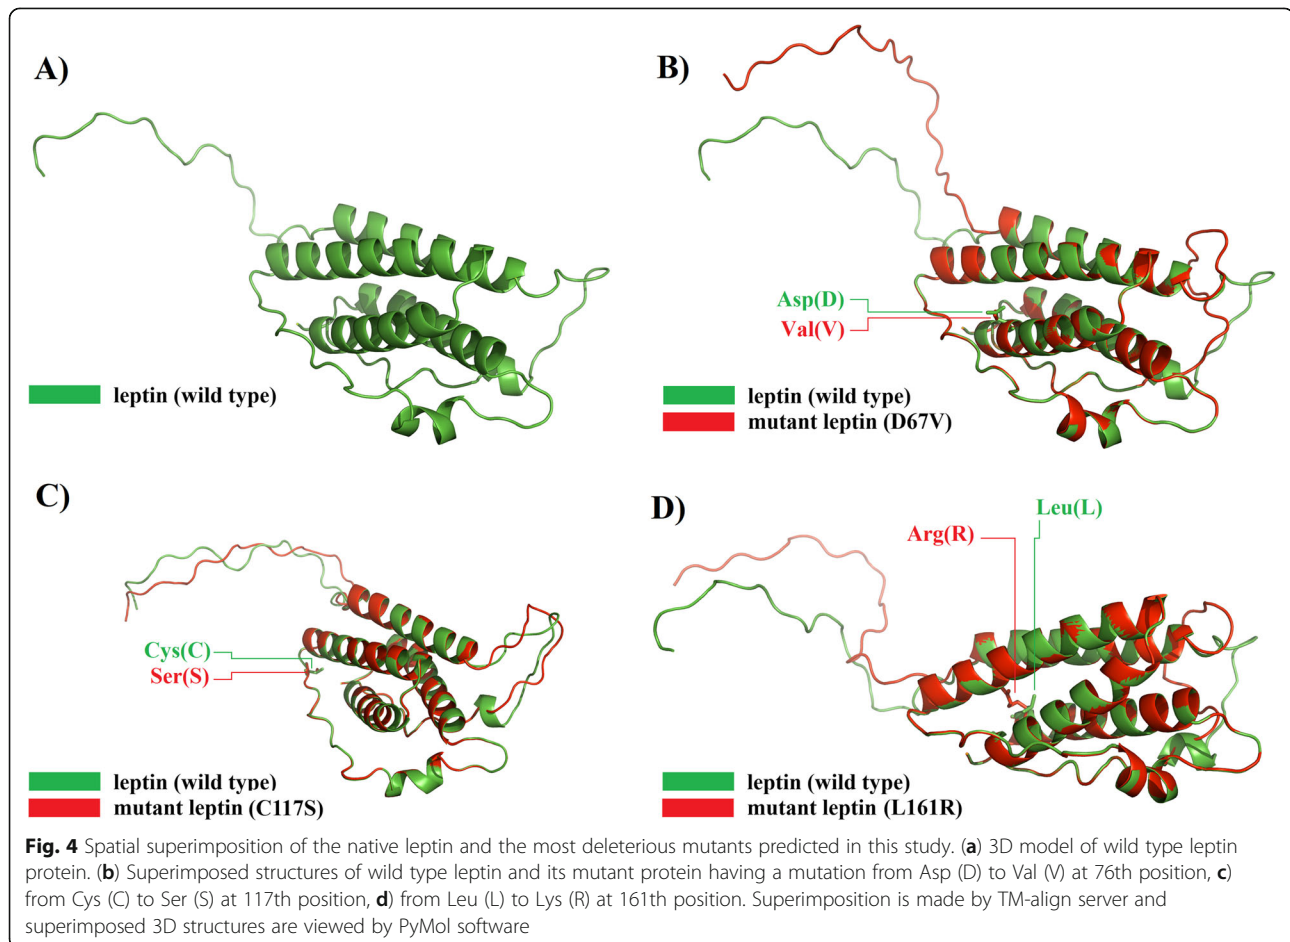 A)
leptin (wild type)
B)
Asp(D)
Val(V)
leptin (wild type)
mutant leptin (D67V)
C)
Cys(C)
Ser(S)
leptin (wild type)
mutant leptin (C117S)
D)
Leu(L)
Arg(R)
leptin (wild type)
mutant leptin (L161R)
Fig. 4 Spatial superimposition of the native leptin and the most deleterious mutants predicted in this study. (a) 3D model of wild type leptin
protein. (b) Superimposed structures of wild type leptin and its mutant protein having a mutation from Asp (D) to Val (V) at 76th position, c)
from Cys (C) to Ser (S) at 117th position, d) from Leu (L) to Lys (R) at 161th position. Superimposition is made by TM-align server and
superimposed 3D structures are viewed by PyMol software